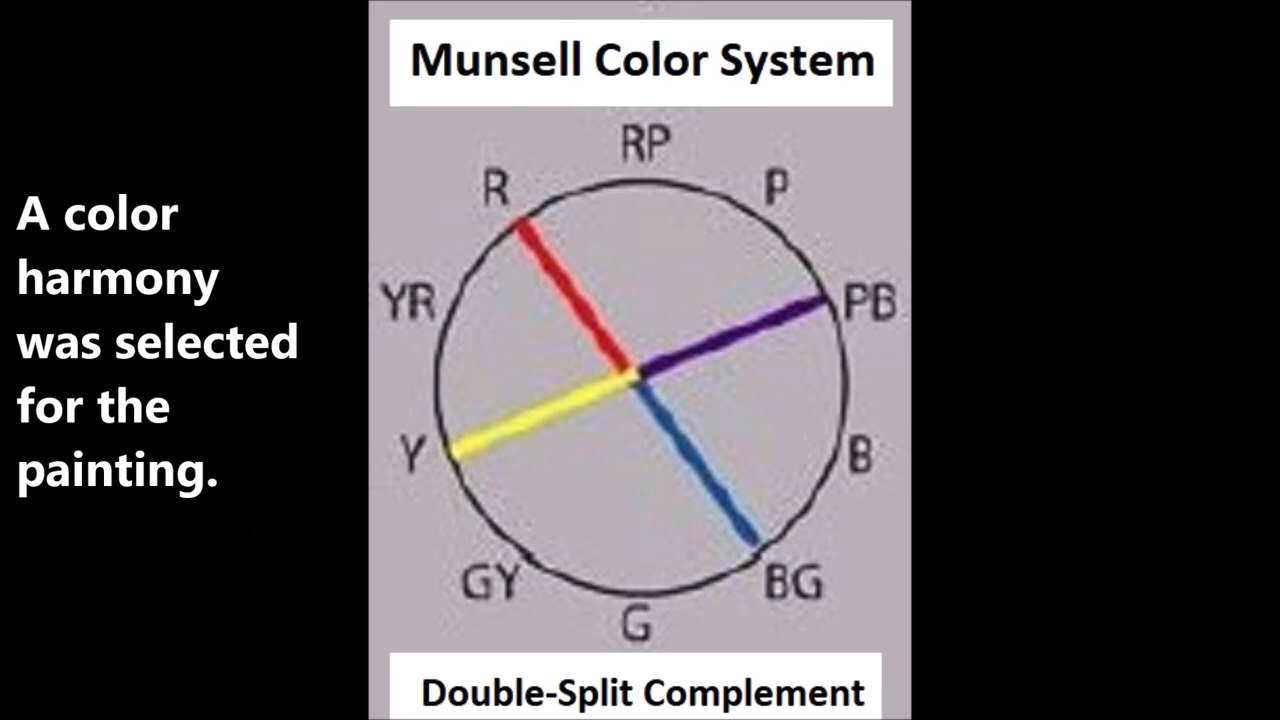 Munsell Color System
A color
harmony
was selected
for the
painting.
RP
R
P
YR
PB
Y
B
GY
BG
G
Double-Split Complement